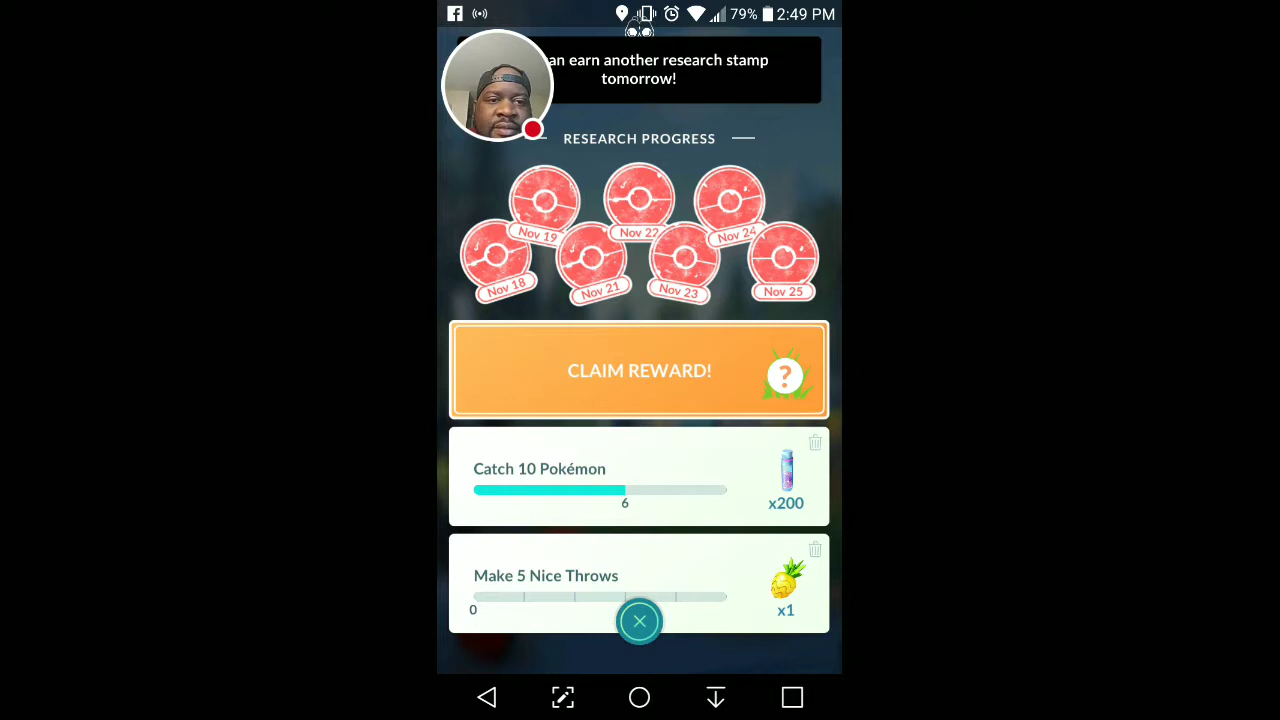 79% 2:49 PM
an earn another research stamp
tomorrow!
RESEARCH PROGRESS
Nov 19
Nov 22
Nov 24
Nov 18
Nov 21
Nov 23
Nov 25
CLAIM REWARD!
?
Catch 10 Pokémon
6
x200
Make 5 Nice Throws
0
x1